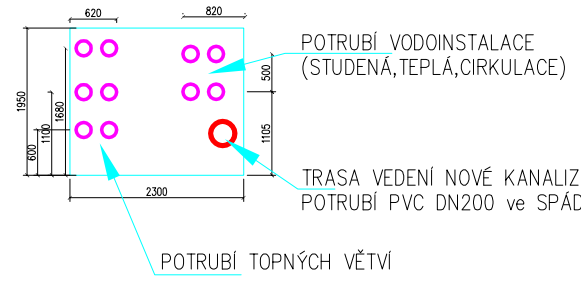 620
820
POTRUBÍ VODOINSTALACE
(STUDENÁ,TEPLÁ,CIRKULACE)
500
1950
1680
1100
600
1105
2300
TRASA VEDENÍ NOVÉ KANALIZ
POTRUBÍ PVC DN200 ve SPÁD
POTRUBÍ TOPNÝCH VĚTVÍ